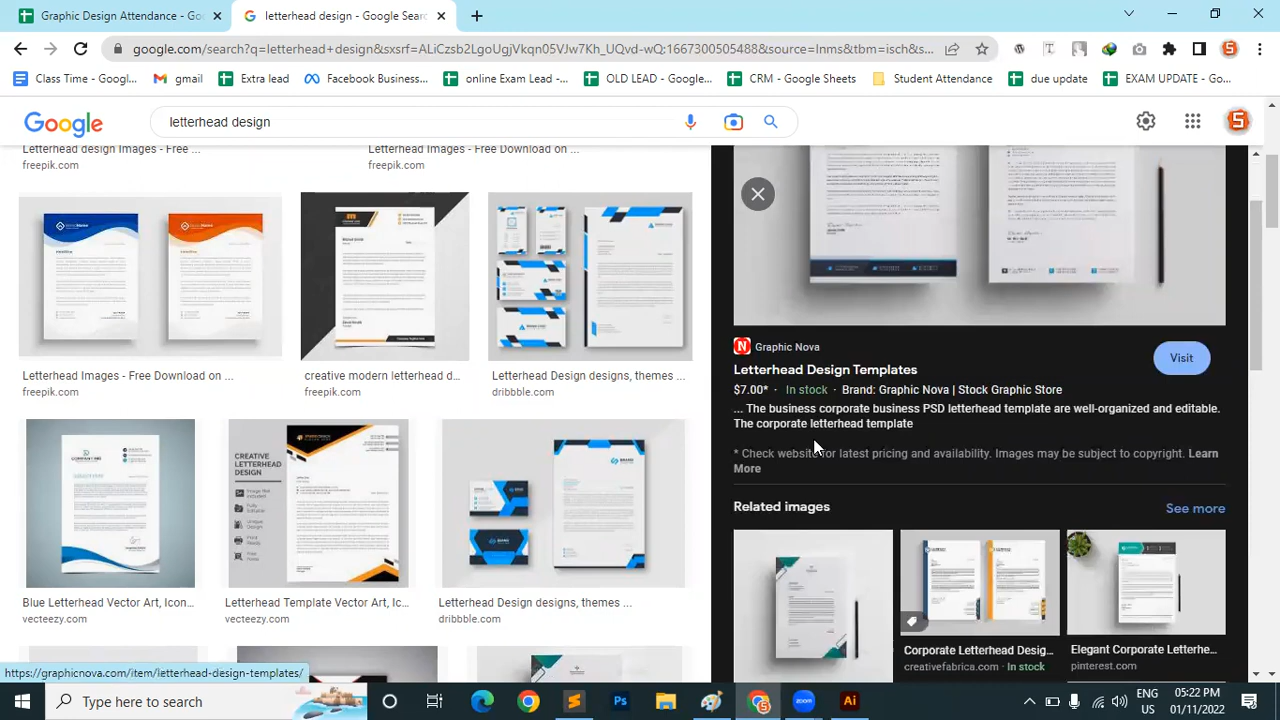 Graphic Design Attendance - Goo
letterhead design - Google Searc
google.com/search?q=letterhead+design&sxsrf=ALiCzsb2LgoUgjVkqn05VJw7Kh_UQvd-wQ:1667300505488&source=lnms&tbm=isch&s...
Class Time - Googl...
gmail
Extra lead
Facebook Business...
online Exam Lead -...
OLD LEAD - Google...
CRM - Google Sheets
Student Attendance
due update
EXAM UPDATE - Go...
Google
letterhead design
Letterhead design Images - Free ...
freepik.com
Letterhead Images - Free Download on ...
freepik.com
Letterhead Images - Free Download on ...
freepik.com
creative modern letterhead d...
freepik.com
Letterhead Design designs, themes ...
dribbble.com
CREATIVE
LETTERHEAD
DESIGN
Blue Letterhead Vector Art, Icon...
vecteezy.com
Letterhead Template Vector Art, Ic...
vecteezy.com
Letterhead Design designs, themes ...
dribbble.com
Graphic Nova
Visit
Letterhead Design Templates
$7.00* · In stock · Brand: Graphic Nova | Stock Graphic Store
... The business corporate business PSD letterhead template are well-organized and editable.
The corporate letterhead template
* Check website for latest pricing and availability. Images may be subject to copyright. Learn
More
Related images
See more
Corporate Letterhead Desig...
creativefabrica.com · In stock
Elegant Corporate Letterhe...
pinterest.com
https://graphicnova.com/item/letterhead-design-templates/
Type here to search
Ps
zoom
Ai
ENG
US
05:22 PM
01/11/2022